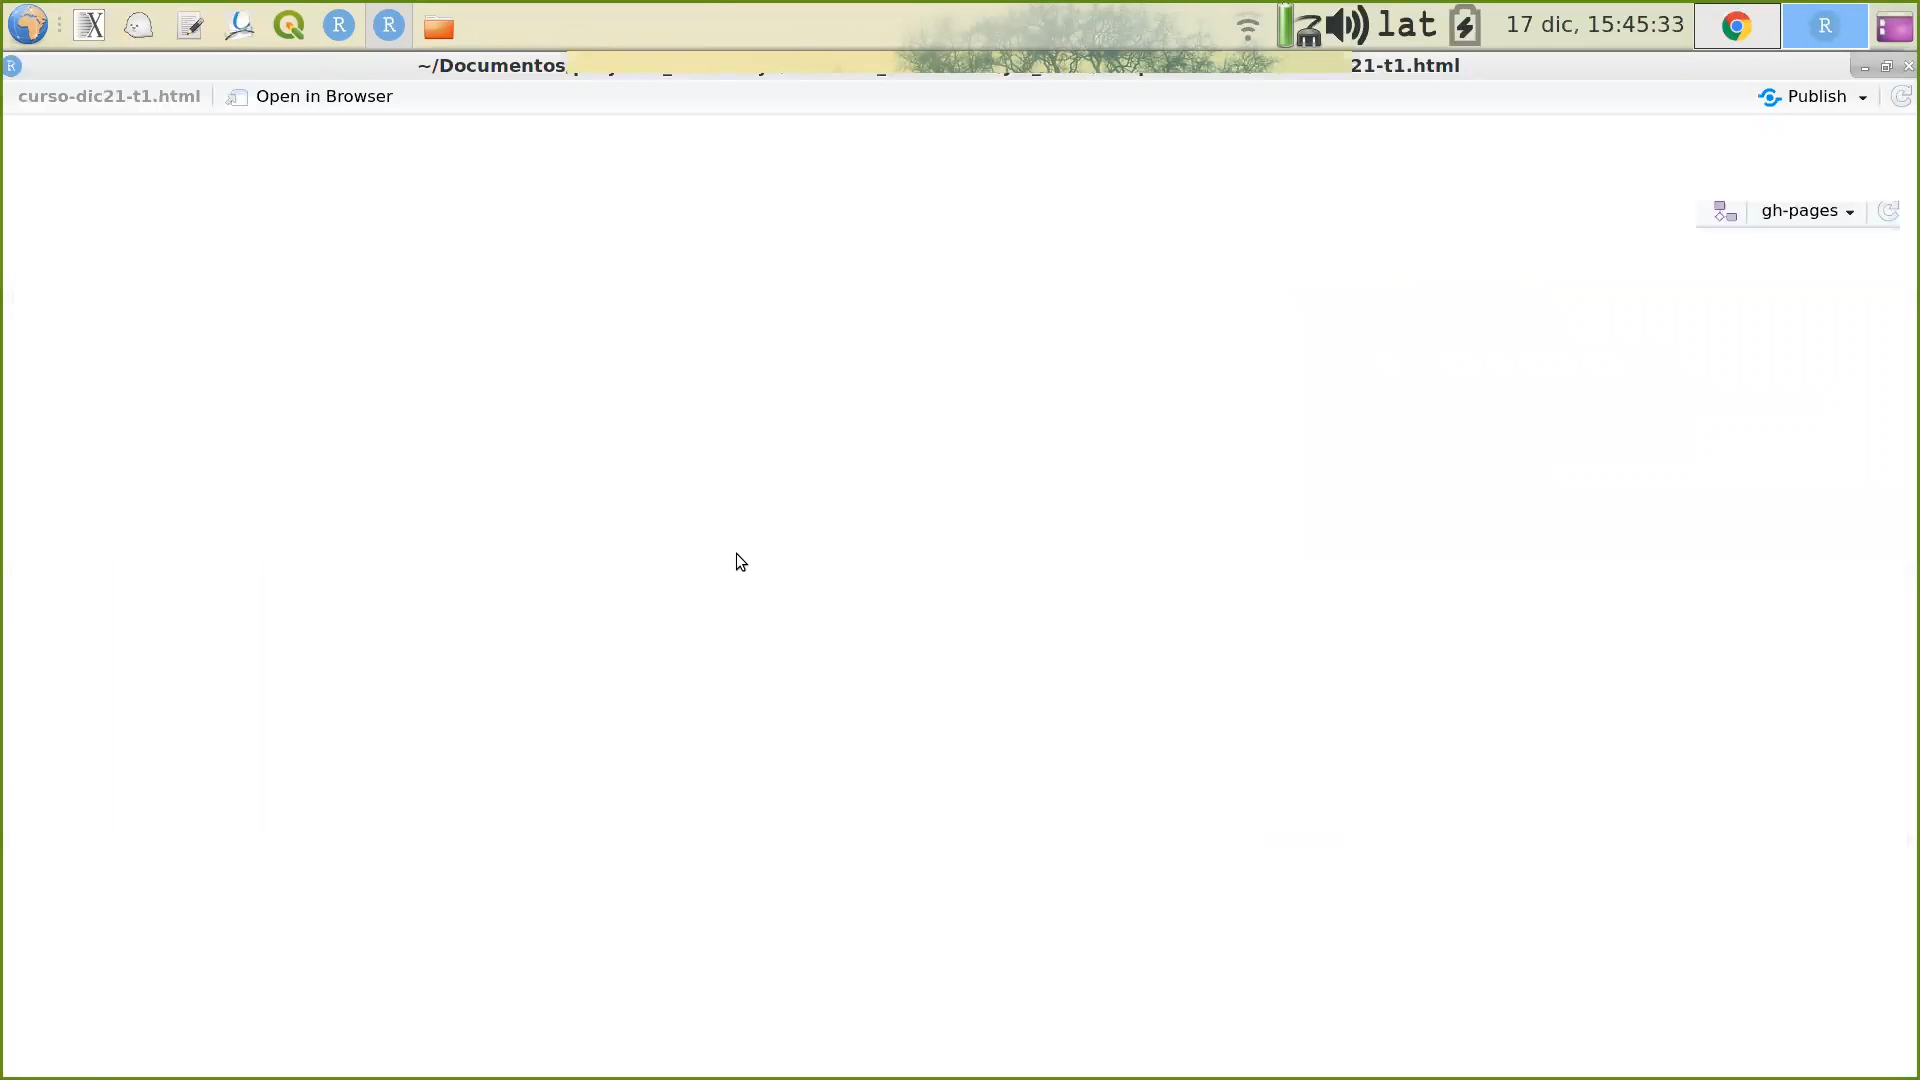 X R R lat 17 dic, 15:45:33 R
R ~/Documentos 21-t1.html
curso-dic21-t1.html Open in Browser Publish
gh-pages